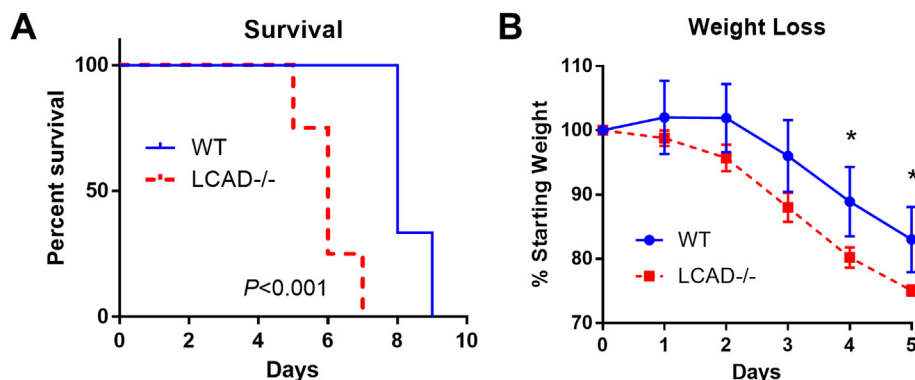 A
Survival
Percent survival
100
50
0
WT
LCAD-/-
P<0.001
0 2 4 6 8 10
Days
B
Weight Loss
% Starting Weight
110
100
90
80
70
*
*
WT
LCAD-/-
0 1 2 3 4 5
Days